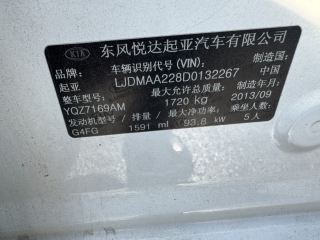 KIA
东风悦达起亚汽车有限公司
品牌 车辆识别代号(VIN): 制造国:
起亚 LJDMAA228D0132267 中国
整车型号: 最大允许总质量: 制造年月:
YQZ7169AM 1720 kg 2013/09
发动机型号 / 排量 / 最大净功率: 乘坐人数:
G4FG 1591 ml 93.8 kW 5人